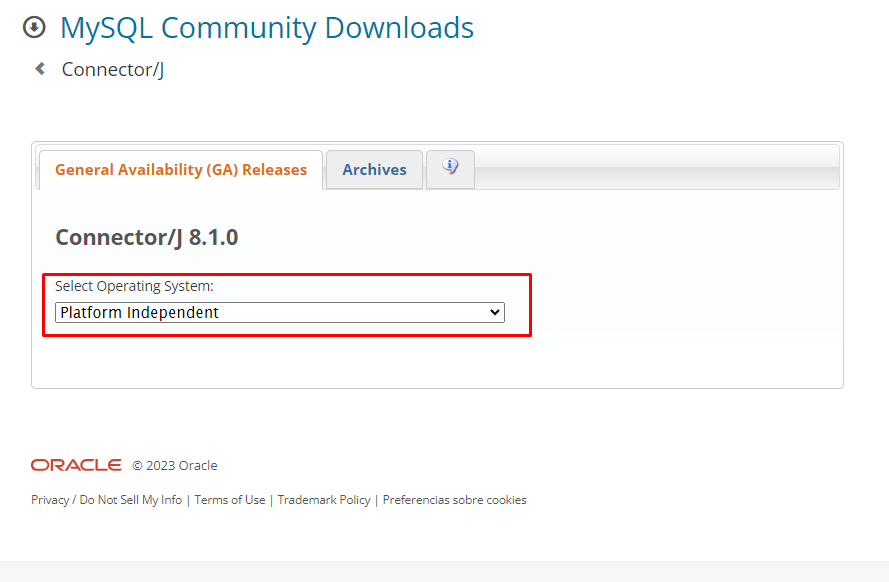 MySQL Community Downloads
Connector/J
General Availability (GA) Releases Archives
Connector/J 8.1.0
Select Operating System:
Platform Independent
ORACLE © 2023 Oracle
Privacy / Do Not Sell My Info | Terms of Use | Trademark Policy | Preferencias sobre cookies